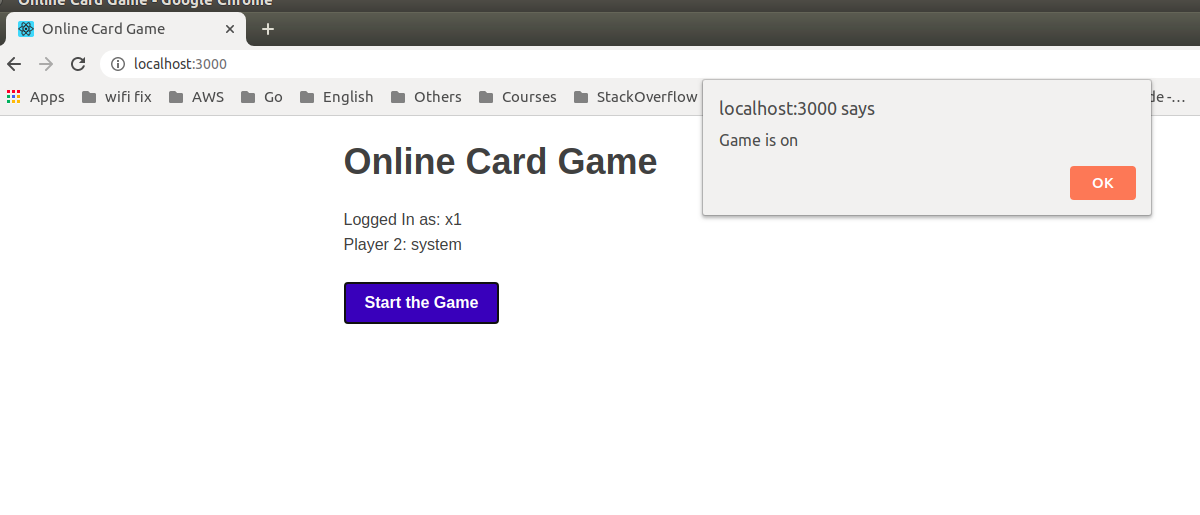 Online Card Game - Google Chrome
Online Card Game
localhost:3000
Apps wifi fix AWS Go English Others Courses StackOverflow
localhost:3000 says
Game is on
OK
Online Card Game
Logged In as: x1
Player 2: system
Start the Game